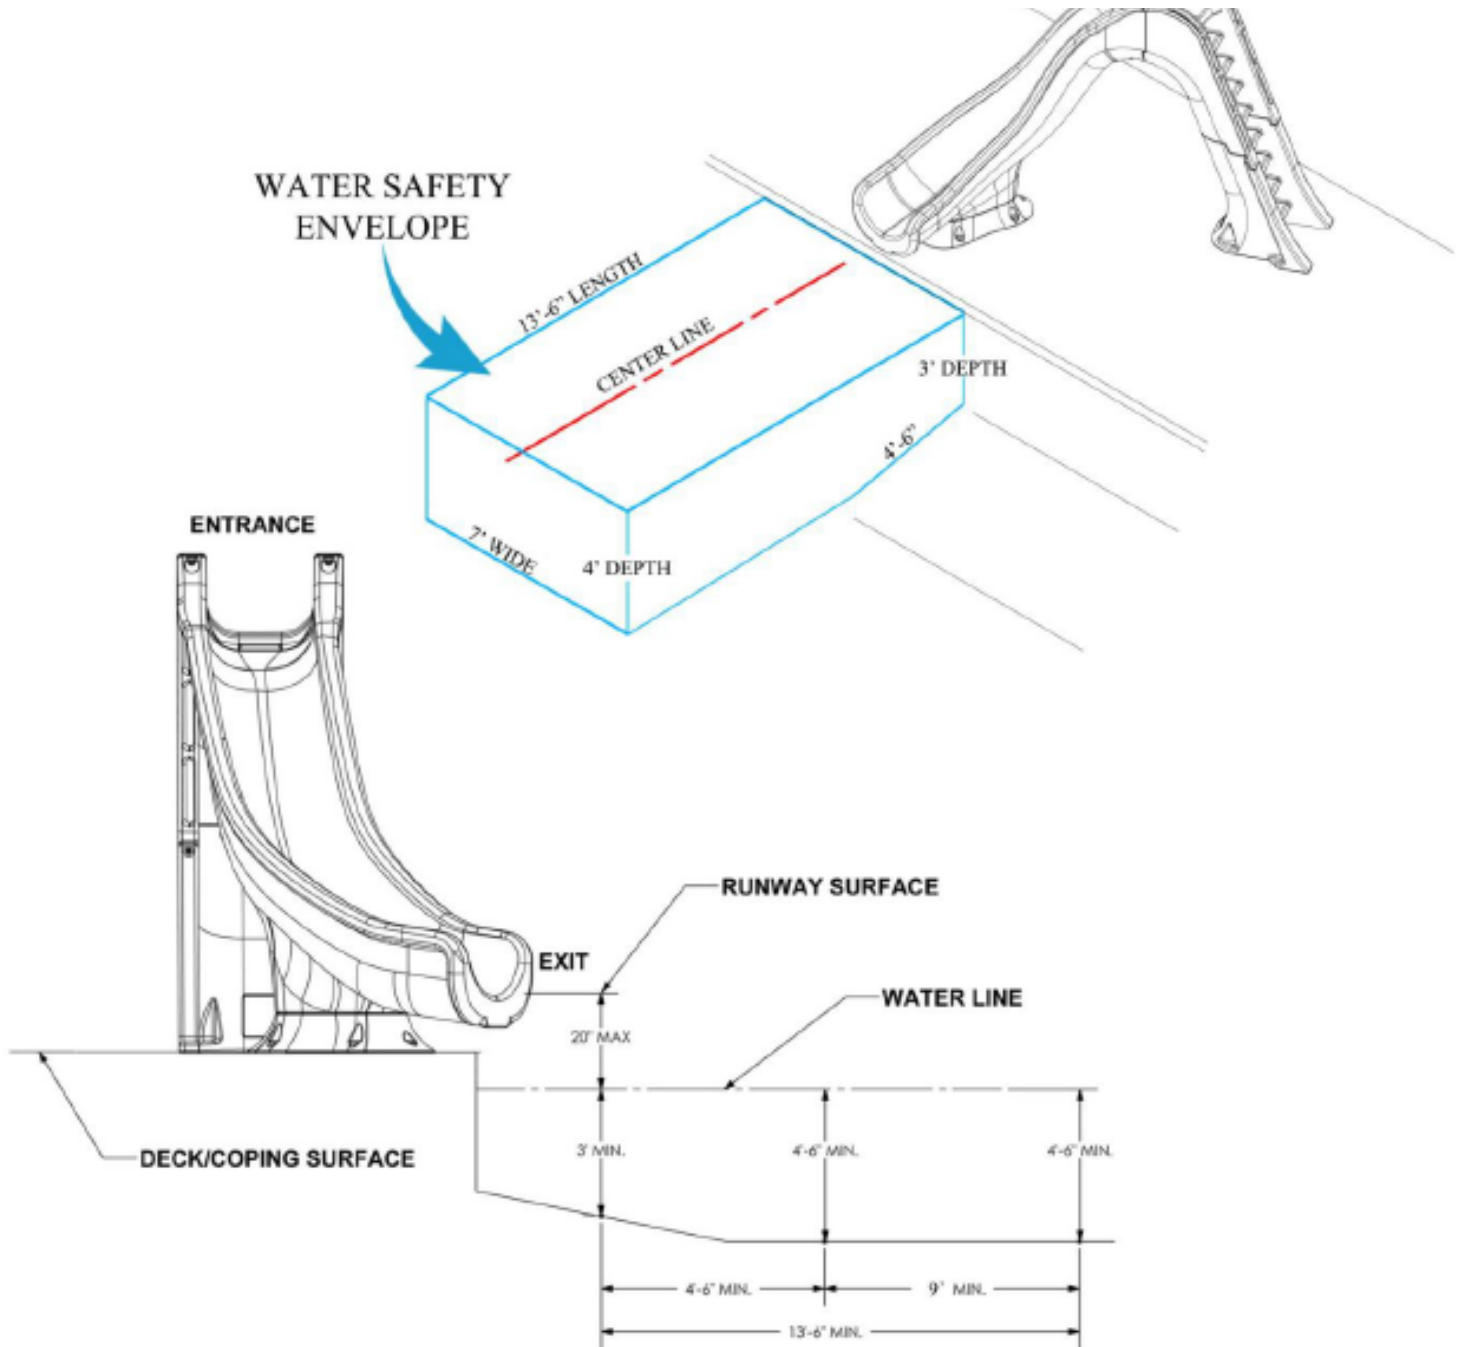 WATER SAFETY
ENVELOPE
13'-6" LENGTH
CENTER LINE
3' DEPTH
4'-6"
7' WIDE
4' DEPTH
ENTRANCE
RUNWAY SURFACE
EXIT
WATER LINE
20" MAX
DECK/COPING SURFACE
3' MIN.
4'-6" MIN.
4'-6" MIN.
4'-6" MIN.
9' MIN.
13'-6" MIN.